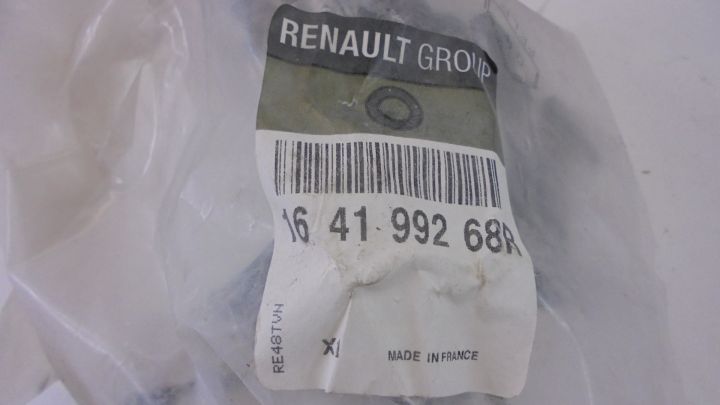 RENAULT GROUP
16 41 992 68R
RE48TVN
X1
MADE IN FRANCE